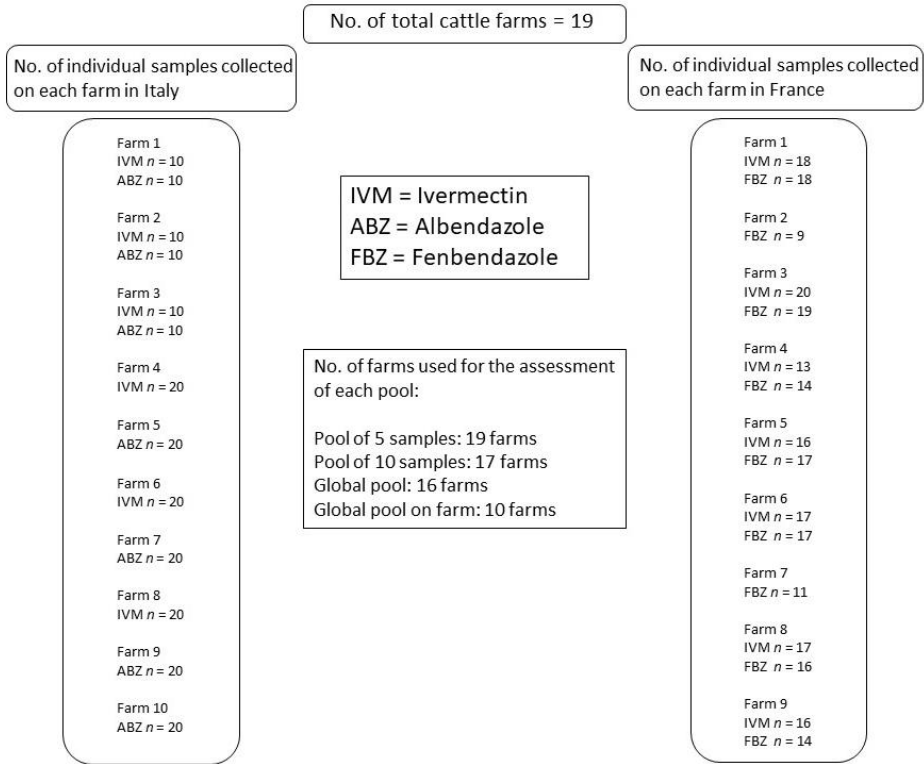 No. of total cattle farms = 19
No. of individual samples collected
on each farm in Italy
Farm 1
IVM n = 10
ABZ n = 10
Farm 2
IVM n = 10
ABZ n = 10
Farm 3
IVM n = 10
ABZ n = 10
Farm 4
IVM n = 20
Farm 5
ABZ n = 20
Farm 6
IVM n = 20
Farm 7
ABZ n = 20
Farm 8
IVM n = 20
Farm 9
ABZ n = 20
Farm 10
ABZ n = 20
IVM = Ivermectin
ABZ = Albendazole
FBZ = Fenbendazole
No. of farms used for the assessment
of each pool:
Pool of 5 samples: 19 farms
Pool of 10 samples: 17 farms
Global pool: 16 farms
Global pool on farm: 10 farms
No. of individual samples collected
on each farm in France
Farm 1
IVM n = 18
FBZ n = 18
Farm 2
FBZ n = 9
Farm 3
IVM n = 20
FBZ n = 19
Farm 4
IVM n = 13
FBZ n = 14
Farm 5
IVM n = 16
FBZ n = 17
Farm 6
IVM n = 17
FBZ n = 17
Farm 7
FBZ n = 11
Farm 8
IVM n = 17
FBZ n = 16
Farm 9
IVM n = 16
FBZ n = 14